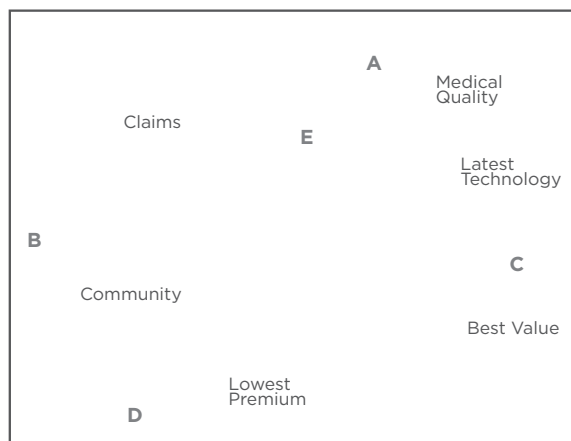 A
Medical
Quality
Claims
E
Latest
Technology
B
C
Community
Best Value
Lowest
Premium
D